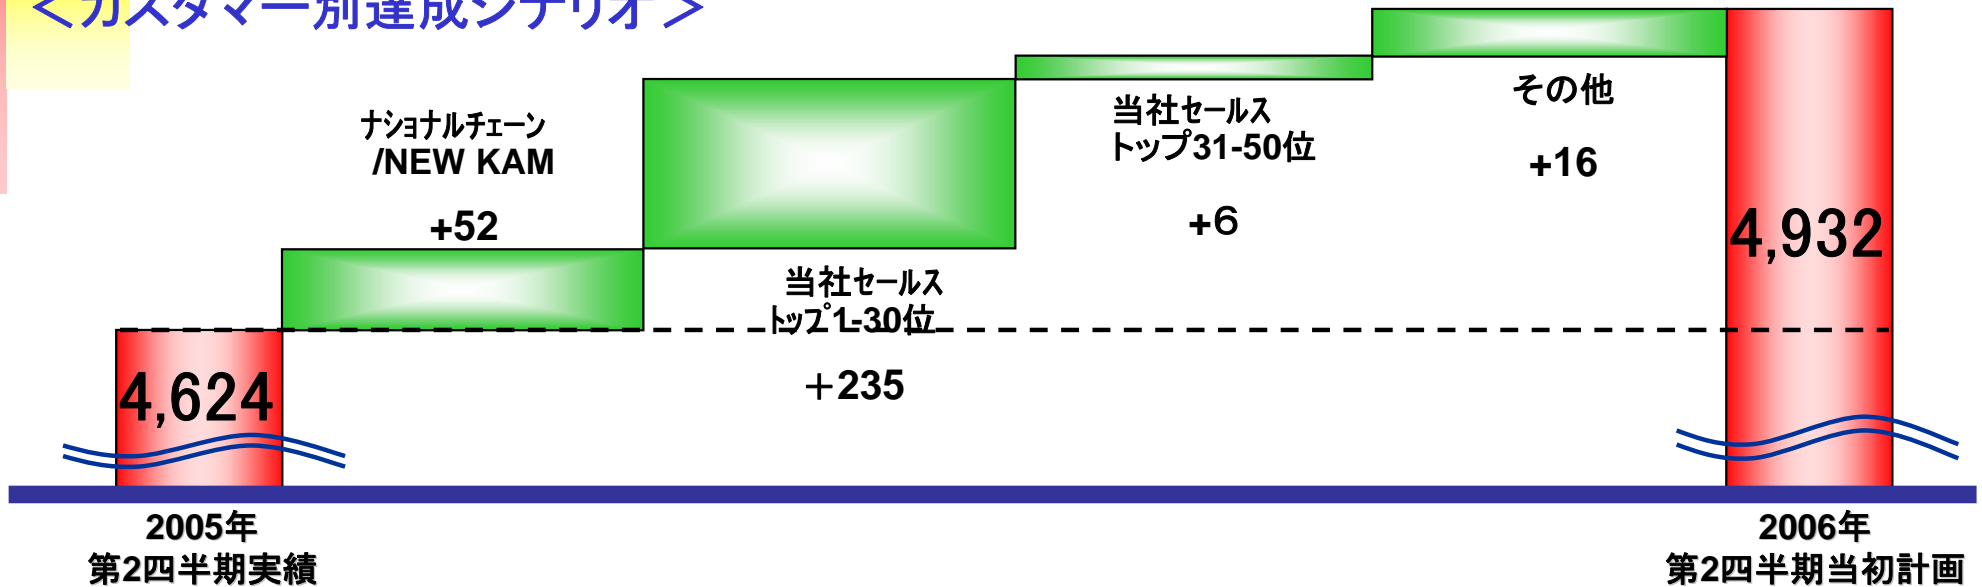 ＜カスタマー別達成シナリオ＞
ﾅｼｮﾅﾙﾁｪｰﾝ
/NEW KAM
+52
当社ｾｰﾙｽ
ﾄｯﾌﾟ1-30位
＋235
当社ｾｰﾙｽ
トップ31-50位
+6
その他
+16
4,624
4,932
2005年
第2四半期実績
2006年
第2四半期当初計画